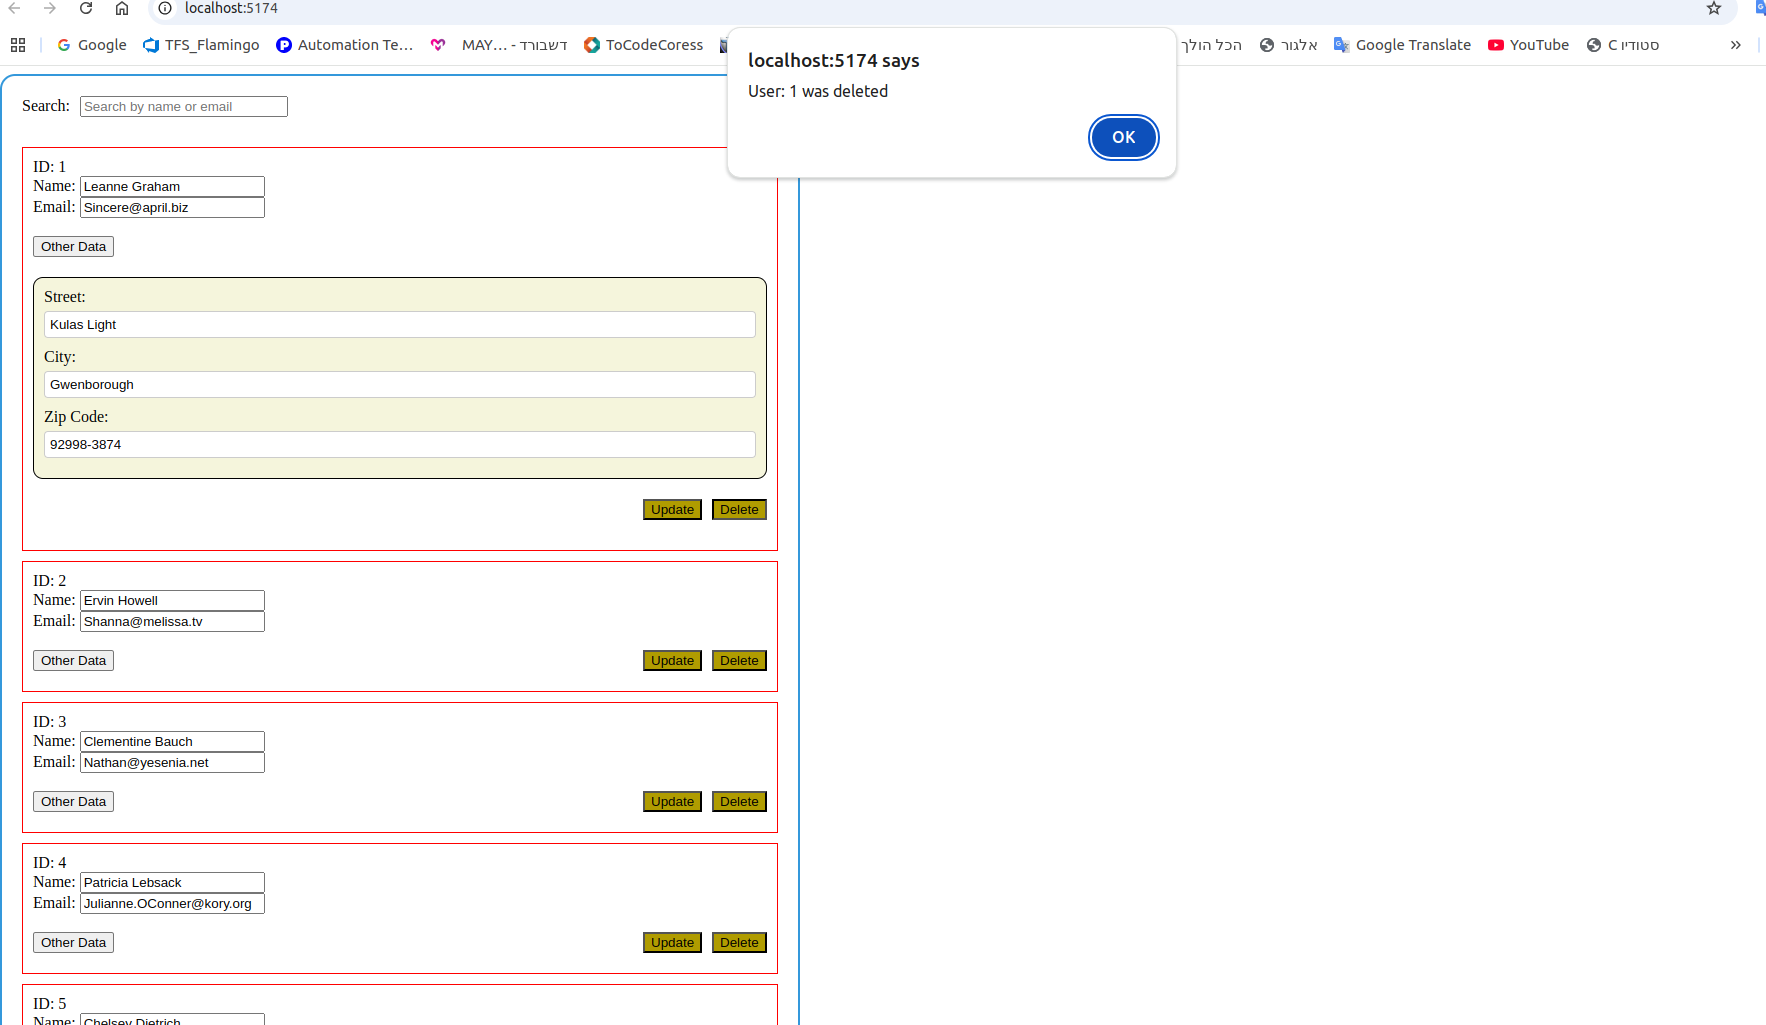 localhost:5174
Google TFS_Flamingo Automation Te... MAY... - דשבורד ToCodeCoress הכל הולך אלגור Google Translate YouTube סטודיו C
localhost:5174 says
User: 1 was deleted
OK
Search: Search by name or email
ID: 1
Name: Leanne Graham
Email: Sincere@april.biz
Other Data
Street:
Kulas Light
City:
Gwenborough
Zip Code:
92998-3874
Update Delete
ID: 2
Name: Ervin Howell
Email: Shanna@melissa.tv
Other Data Update Delete
ID: 3
Name: Clementine Bauch
Email: Nathan@yesenia.net
Other Data Update Delete
ID: 4
Name: Patricia Lebsack
Email: Julianne.OConner@kory.org
Other Data Update Delete
ID: 5
Name: Chelsey Dietrich